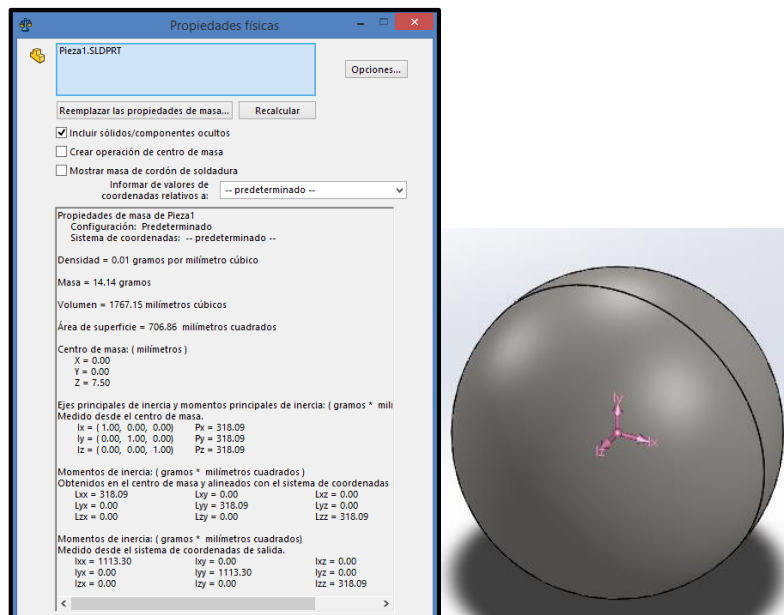 Propiedades físicas
Pieza1.SLDPRT
Opciones...
Reemplazar las propiedades de masa...
Recalcular
Incluir sólidos/componentes ocultos
Crear operación de centro de masa
Mostrar masa de cordón de soldadura
Informar de valores de coordenadas relativos a:
-- predeterminado --
Propiedades de masa de Pieza1
Configuración: Predeterminado
Sistema de coordenadas: -- predeterminado --
Densidad = 0.01 gramos por milímetro cúbico
Masa = 14.14 gramos
Volumen = 1767.15 milímetros cúbicos
Área de superficie = 706.86 milímetros cuadrados
Centro de masa: ( milímetros )
X = 0.00
Y = 0.00
Z = 7.50
Ejes principales de inercia y momentos principales de inercia: ( gramos * mili
Medido desde el centro de masa.
Ix = ( 1.00, 0.00, 0.00) Px = 318.09
Iy = ( 0.00, 1.00, 0.00) Py = 318.09
Iz = ( 0.00, 0.00, 1.00) Pz = 318.09
Momentos de inercia: ( gramos * milímetros cuadrados )
Obtenidos en el centro de masa y alineados con el sistema de coordenadas
Lxx = 318.09 Lxy = 0.00 Lxz = 0.00
Lyx = 0.00 Lyy = 318.09 Lyz = 0.00
Lzx = 0.00 Lzy = 0.00 Lzz = 318.09
Momentos de inercia: ( gramos * milímetros cuadrados)
Medido desde el sistema de coordenadas de salida.
Ixx = 1113.30 Ixy = 0.00 Ixz = 0.00
Iyx = 0.00 Iyy = 1113.30 Iyz = 0.00
Izx = 0.00 Izy = 0.00 Izz = 318.09
Iy
Ix
Iz